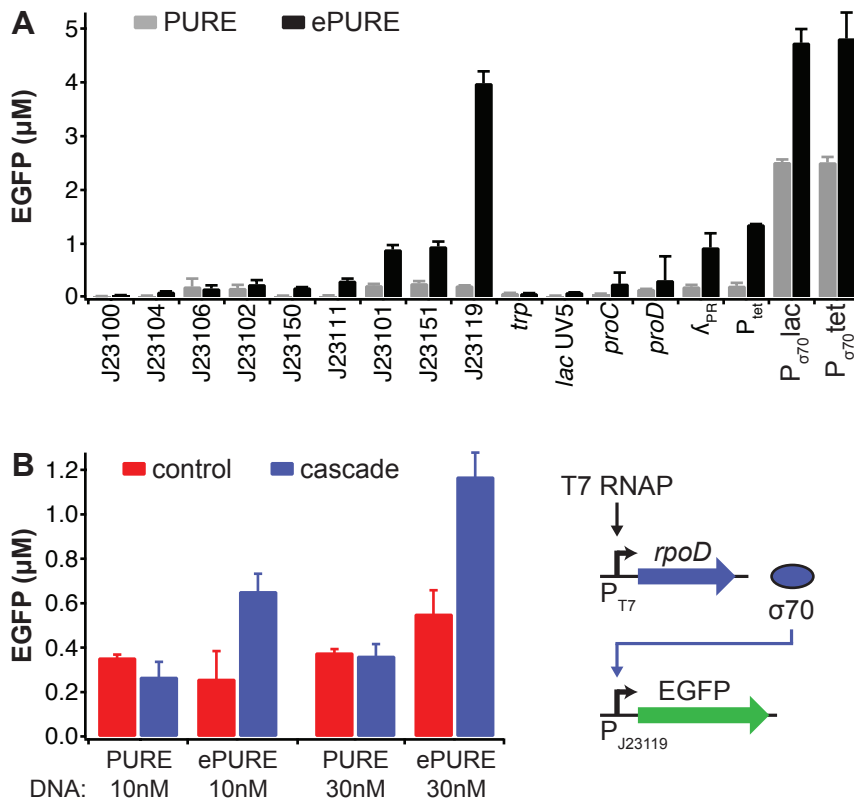 A
PURE ePURE
EGFP (μM)
5
4
3
2
1
0
J23100 J23104 J23106 J23102 J23150 J23111 J23101 J23151 J23119 trp lac UV5 proC proD λPR Ptet Pσ70lac Pσ70tet
B
control cascade
EGFP (μM)
1.2
1.0
0.8
0.6
0.4
0.2
0.0
PURE ePURE PURE ePURE
DNA: 10nM 10nM 30nM 30nM
T7 RNAP
rpoD
PT7
σ70
EGFP
PJ23119